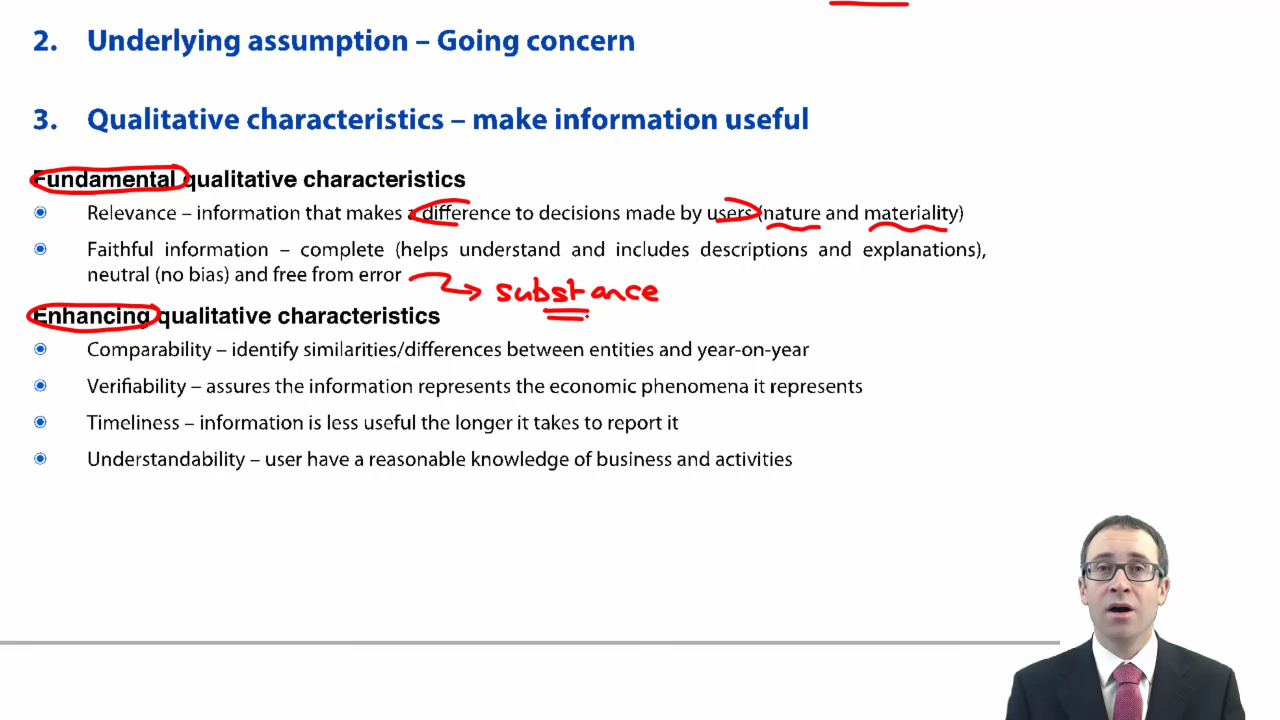 2. Underlying assumption – Going concern
3. Qualitative characteristics – make information useful
Fundamental qualitative characteristics
Relevance – information that makes a difference to decisions made by users (nature and materiality)
Faithful information – complete (helps understand and includes descriptions and explanations),
neutral (no bias) and free from error
substance
Enhancing qualitative characteristics
Comparability – identify similarities/differences between entities and year-on-year
Verifiability – assures the information represents the economic phenomena it represents
Timeliness – information is less useful the longer it takes to report it
Understandability – user have a reasonable knowledge of business and activities